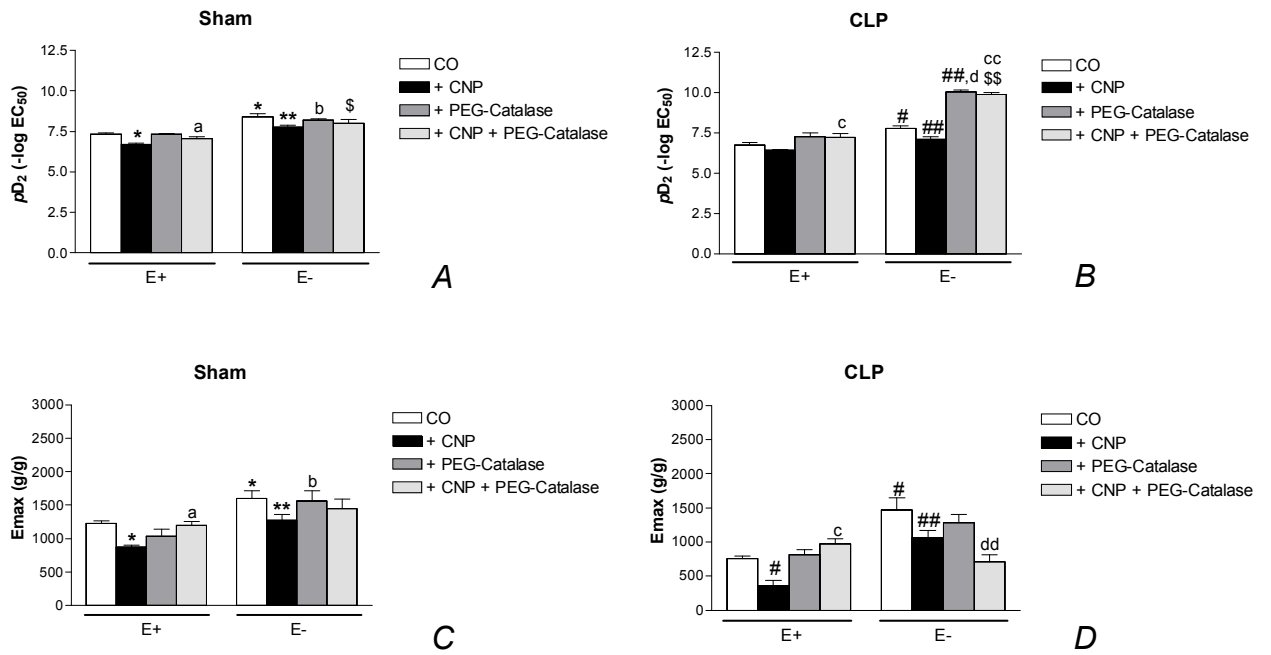 Sham
12.5
10.0
7.5
5.0
2.5
0.0
pD2 (-log EC50)
* a * ** b $
E+ E-
CO
+ CNP
+ PEG-Catalase
+ CNP + PEG-Catalase
A
CLP
12.5
10.0
7.5
5.0
2.5
0.0
pD2 (-log EC50)
cc
##,d $$
c # ##
E+ E-
CO
+ CNP
+ PEG-Catalase
+ CNP + PEG-Catalase
B
Sham
3000
2500
2000
1500
1000
500
0
Emax (g/g)
* a * ** b
E+ E-
CO
+ CNP
+ PEG-Catalase
+ CNP + PEG-Catalase
C
CLP
3000
2500
2000
1500
1000
500
0
Emax (g/g)
# c # ## dd
E+ E-
CO
+ CNP
+ PEG-Catalase
+ CNP + PEG-Catalase
D